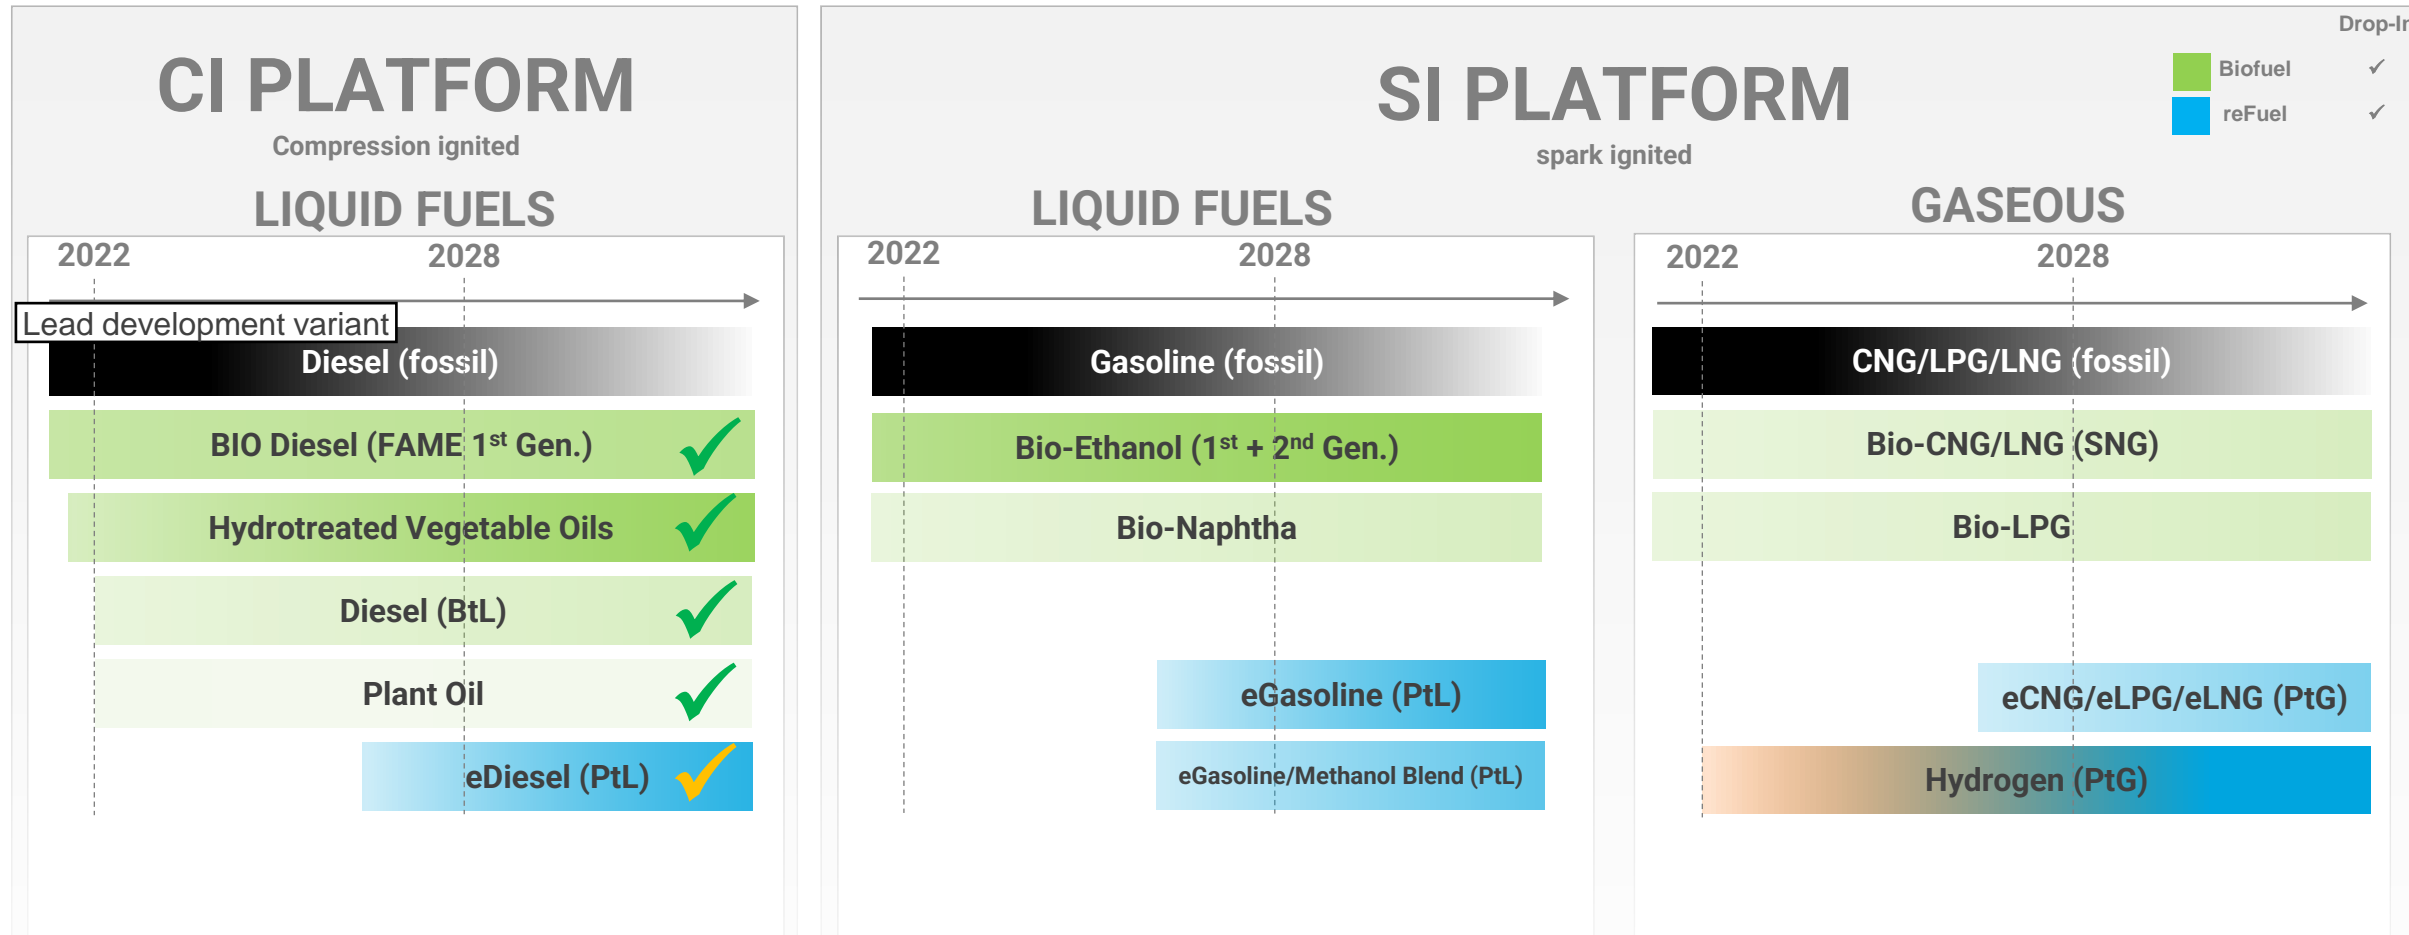 CI PLATFORM
Compression ignited
LIQUID FUELS
2022 2028
Lead development variant
Diesel (fossil)
BIO Diesel (FAME 1st Gen.)
Hydrotreated Vegetable Oils
Diesel (BtL)
Plant Oil
eDiesel (PtL)
SI PLATFORM
spark ignited
Drop-In
Biofuel ✓
reFuel ✓
LIQUID FUELS
2022 2028
Gasoline (fossil)
Bio-Ethanol (1st + 2nd Gen.)
Bio-Naphtha
eGasoline (PtL)
eGasoline/Methanol Blend (PtL)
GASEOUS
2022 2028
CNG/LPG/LNG (fossil)
Bio-CNG/LNG (SNG)
Bio-LPG
eCNG/eLPG/eLNG (PtG)
Hydrogen (PtG)